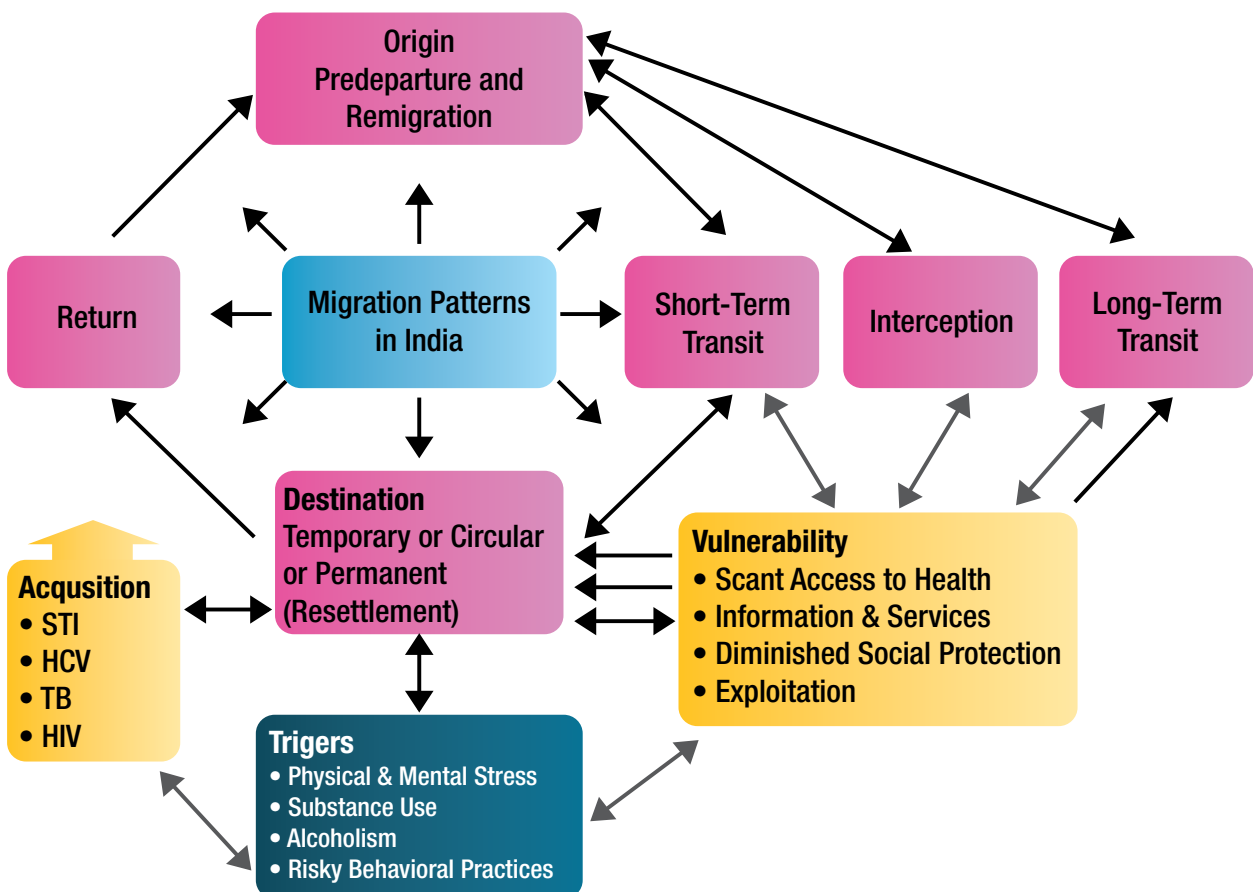 Origin
Predeparture and
Remigration
Return
Migration Patterns
in India
Short-Term
Transit
Interception
Long-Term
Transit
Destination
Temporary or Circular
or Permanent
(Resettlement)
Vulnerability
• Scant Access to Health
• Information & Services
• Diminished Social Protection
• Exploitation
Acqusition
• STI
• HCV
• TB
• HIV
Trigers
• Physical & Mental Stress
• Substance Use
• Alcoholism
• Risky Behavioral Practices